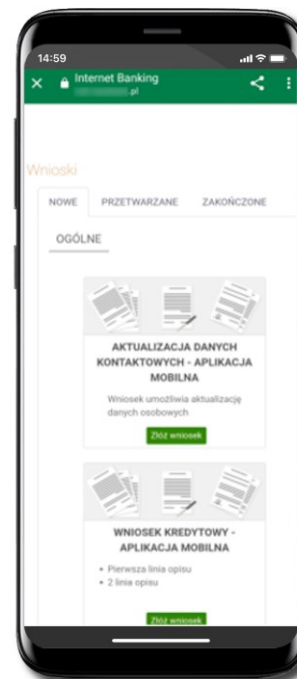 14:59
Internet Banking
.pl
Wnioski
NOWE PRZETWARZANE ZAKOŃCZONE
OGÓLNE
AKTUALIZACJA DANYCH
KONTAKTOWYCH - APLIKACJA
MOBILNA
Wniosek umożliwia aktualizację
danych osobowych
Złóż wniosek
WNIOSEK KREDYTOWY -
APLIKACJA MOBILNA
• Pierwsza linia opisu
• 2 linia opisu
Złóż wniosek